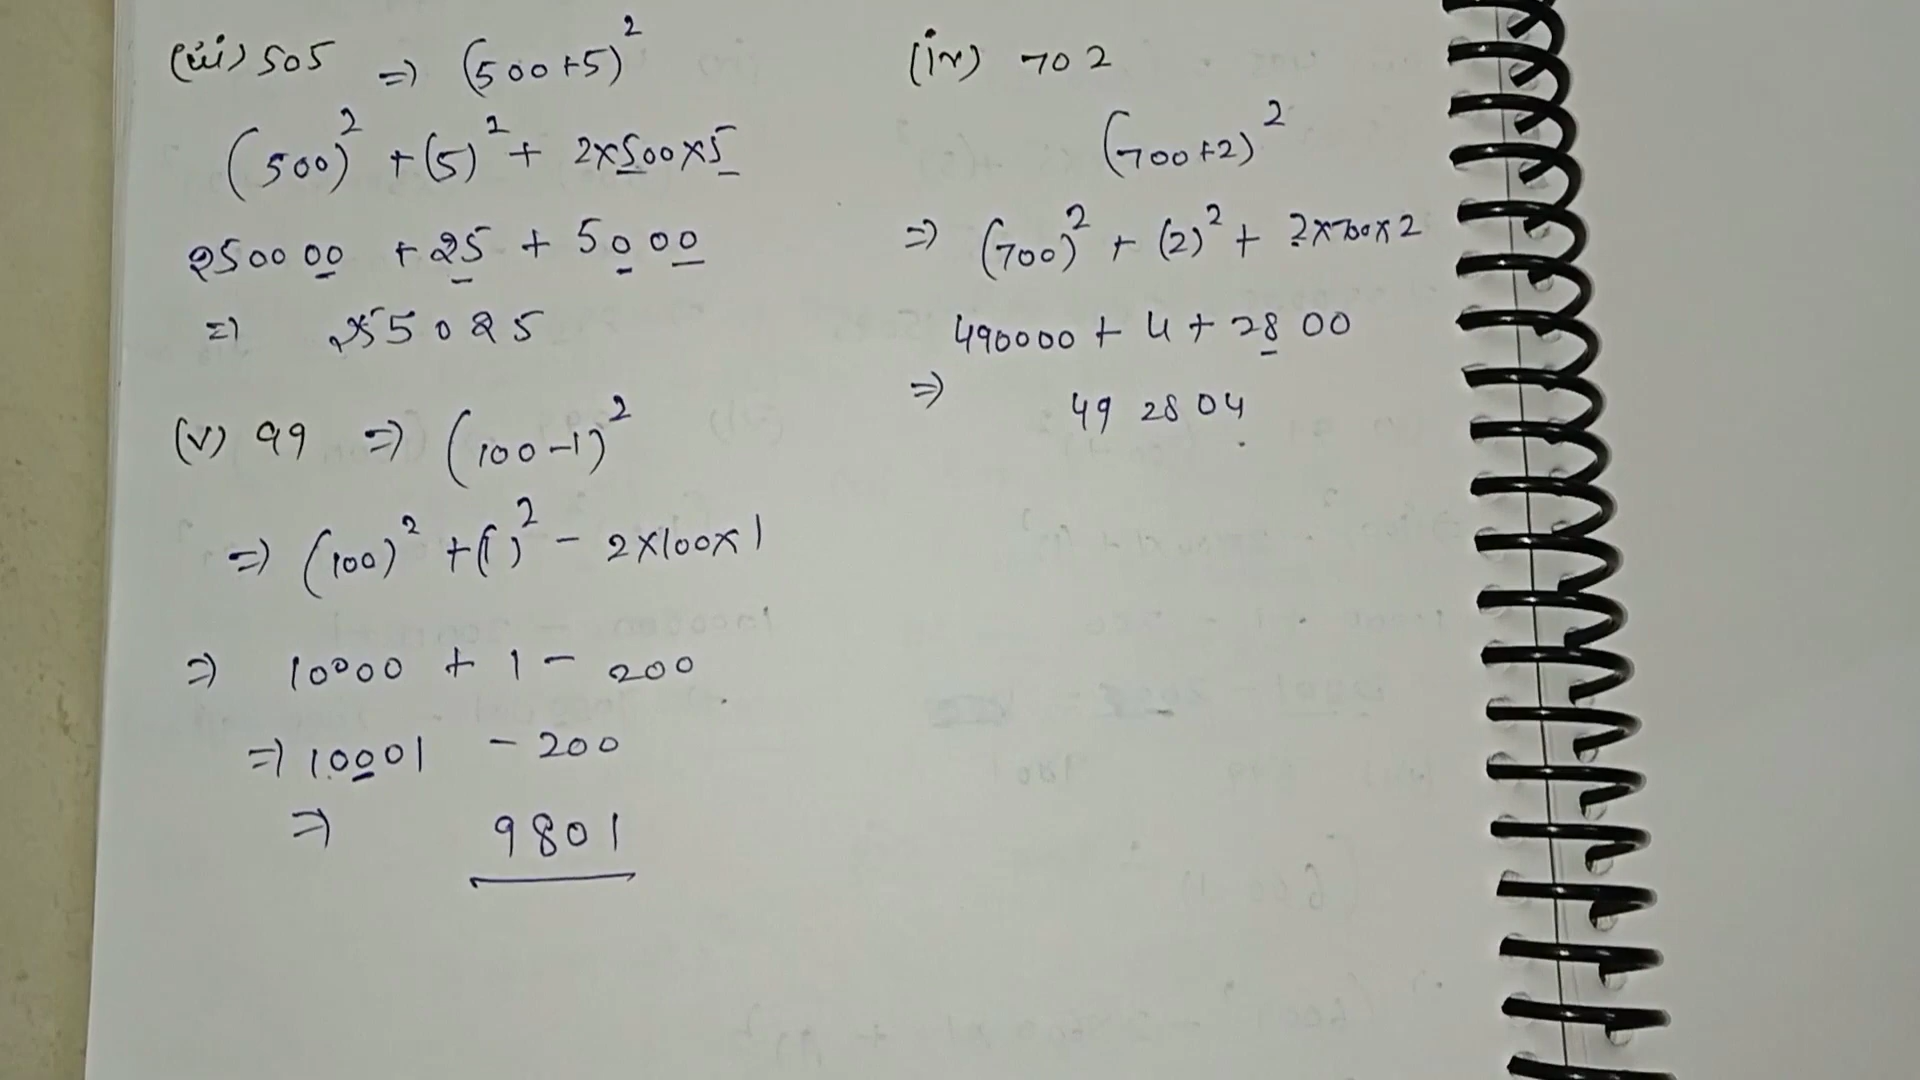 (iii) 505 => (500+5)²
(500)² + (5)² + 2×500×5
250000 + 25 + 5000
=> 255025
(iv) 702
(700+2)²
=> (700)² + (2)² + 2×700×2
490000 + 4 + 2800
=> 492804
(v) 99 => (100-1)²
=> (100)² + (1)² - 2×100×1
=> 10000 + 1 - 200
=> 10001 - 200
=> 9801